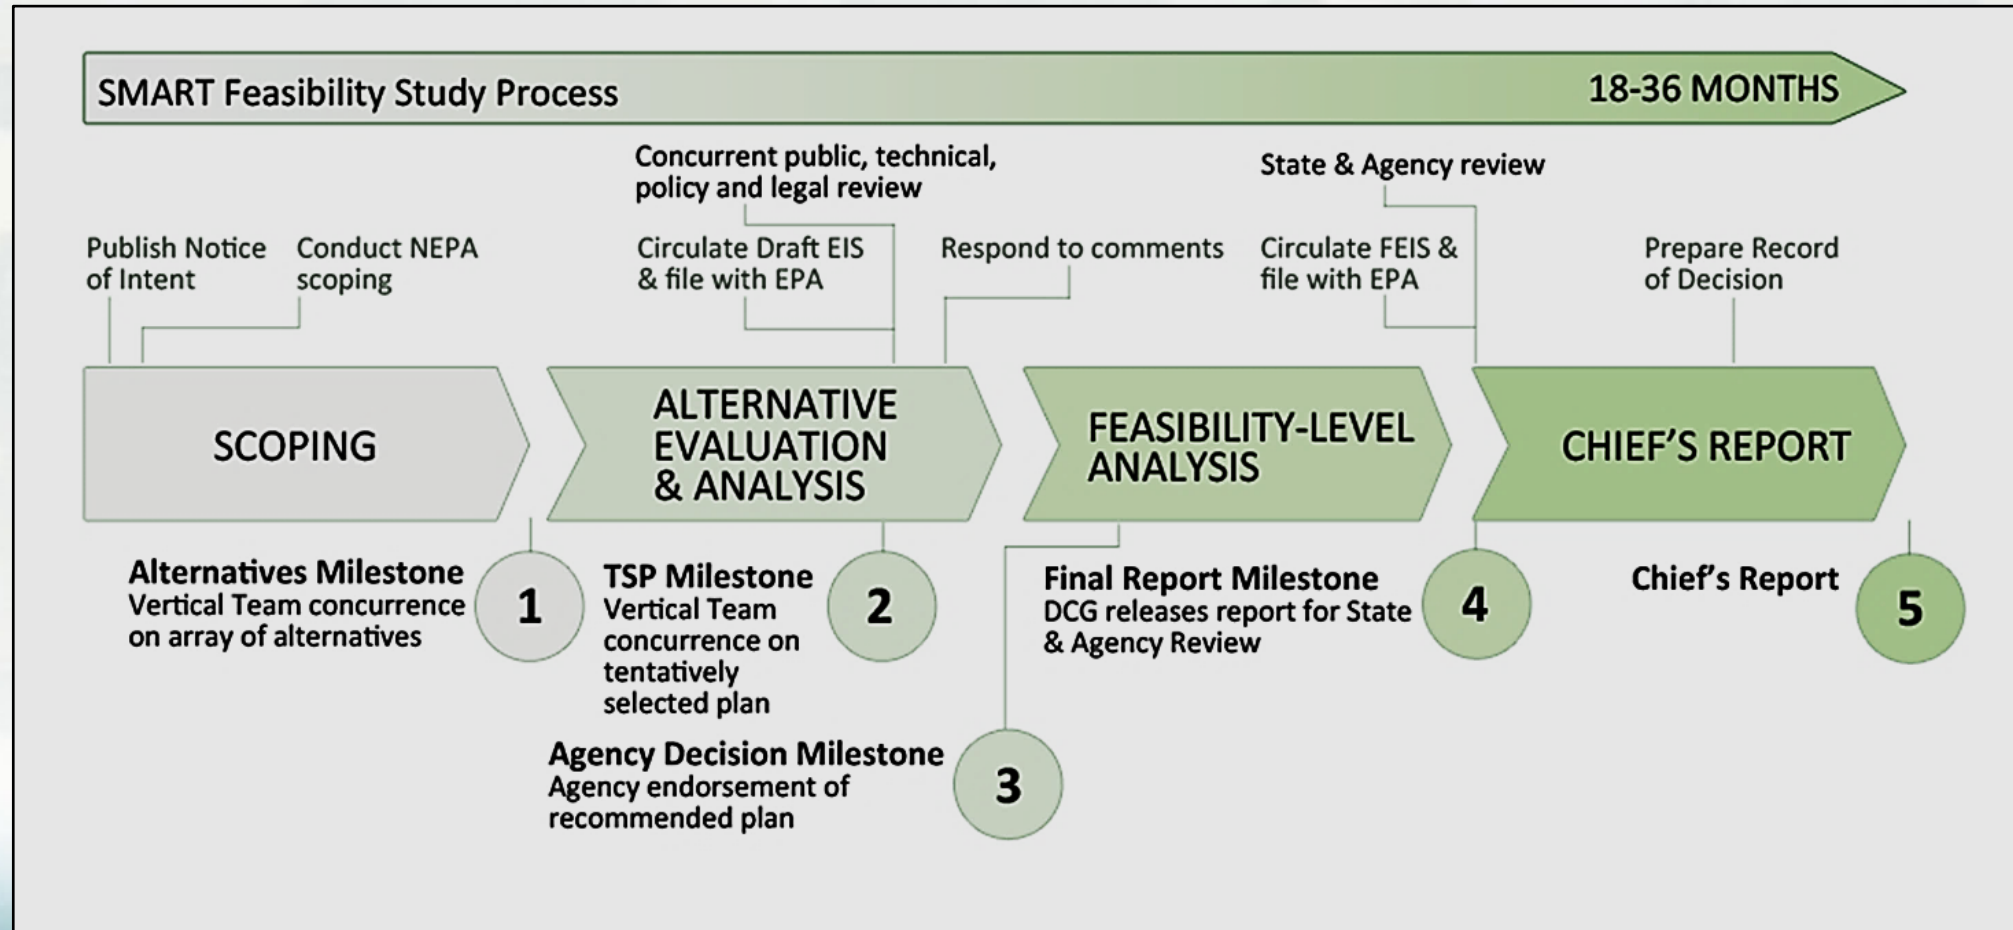 SMART Feasibility Study Process
18-36 MONTHS
Concurrent public, technical,
policy and legal review
State & Agency review
Publish Notice
of Intent
Conduct NEPA
scoping
Circulate Draft EIS
& file with EPA
Respond to comments
Circulate FEIS &
file with EPA
Prepare Record
of Decision
SCOPING
ALTERNATIVE
EVALUATION
& ANALYSIS
FEASIBILITY-LEVEL
ANALYSIS
CHIEF'S REPORT
Alternatives Milestone
Vertical Team concurrence
on array of alternatives
1
TSP Milestone
Vertical Team
concurrence on
tentatively
selected plan
2
Agency Decision Milestone
Agency endorsement of
recommended plan
3
Final Report Milestone
DCG releases report for State
& Agency Review
4
Chief's Report
5